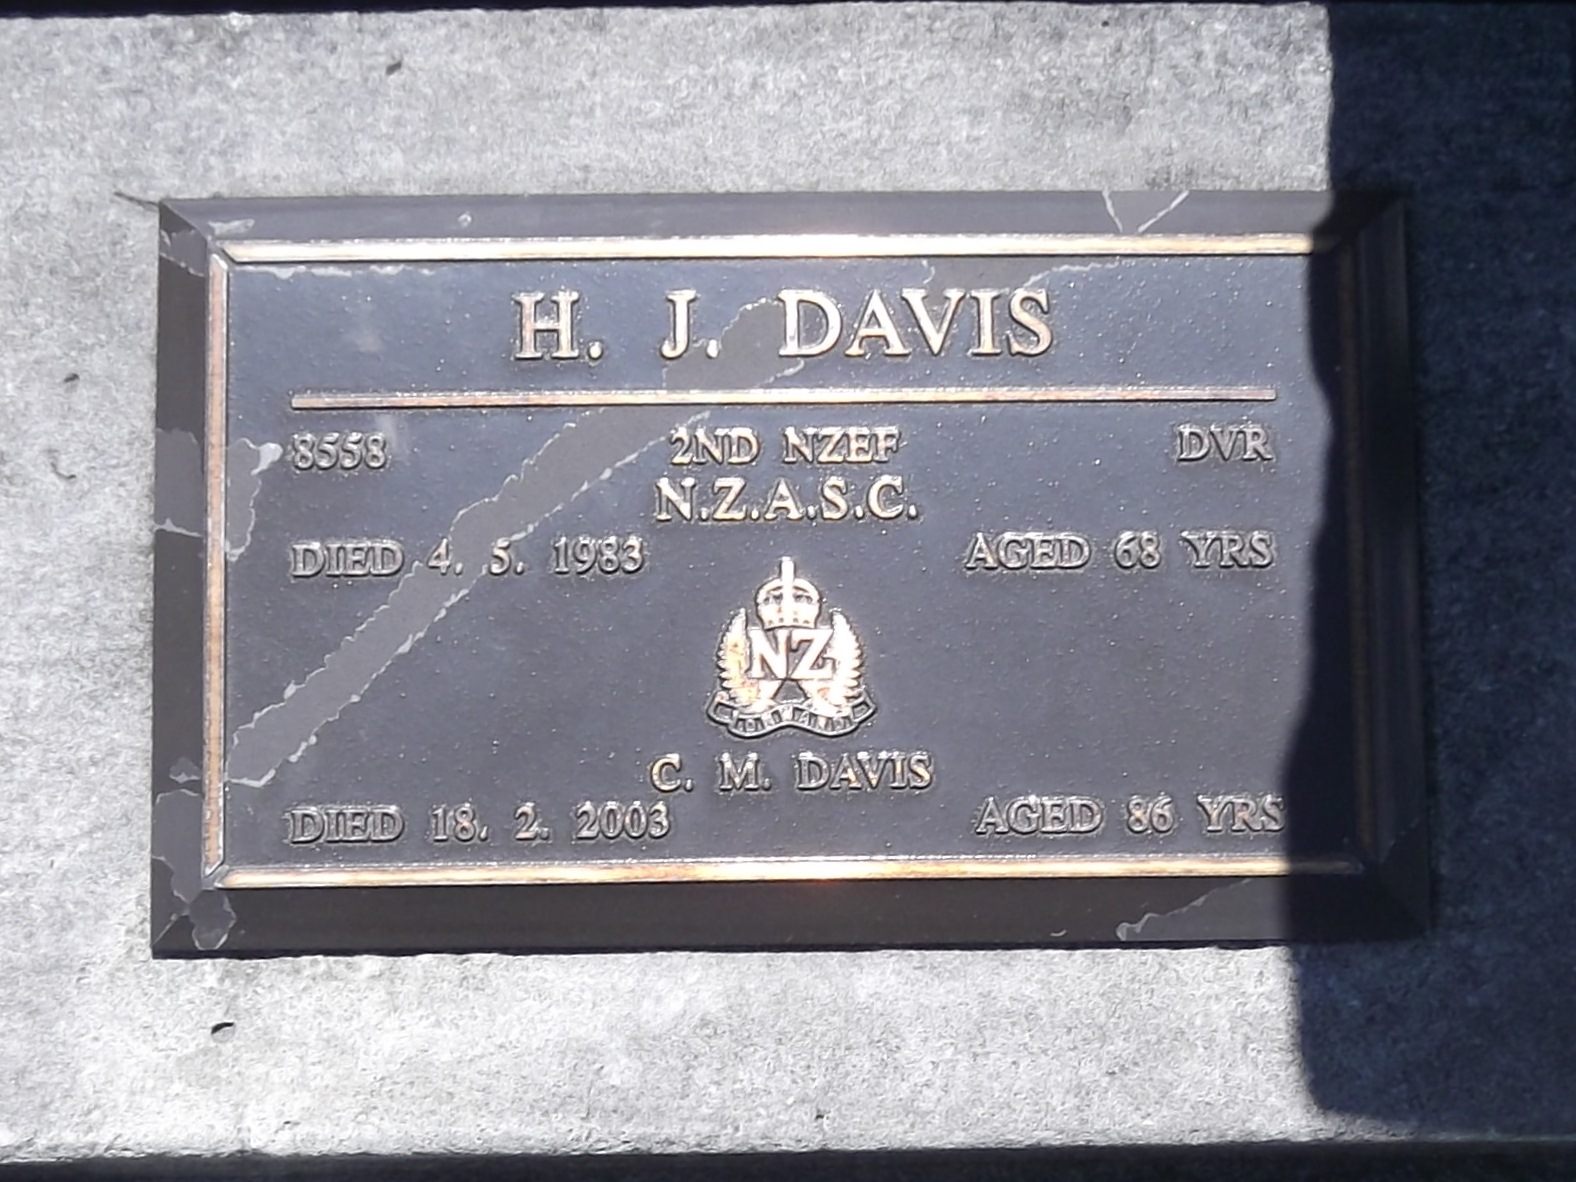 H. J. DAVIS
8558 2ND NZEF DVR
N.Z.A.S.C.
DIED 4. 5. 1983 AGED 68 YRS
NZ
C. M. DAVIS
DIED 18. 2. 2003 AGED 86 YRS